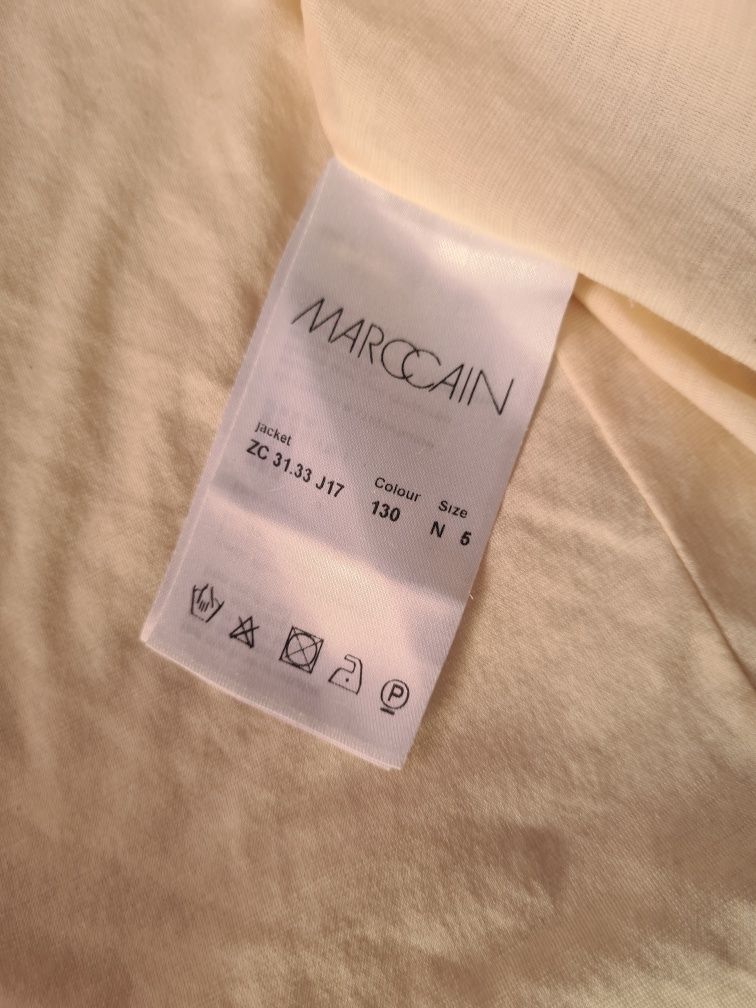 MARCCAIN
jacket
ZC 31.33 J17
Colour
130
Size
N 5
P